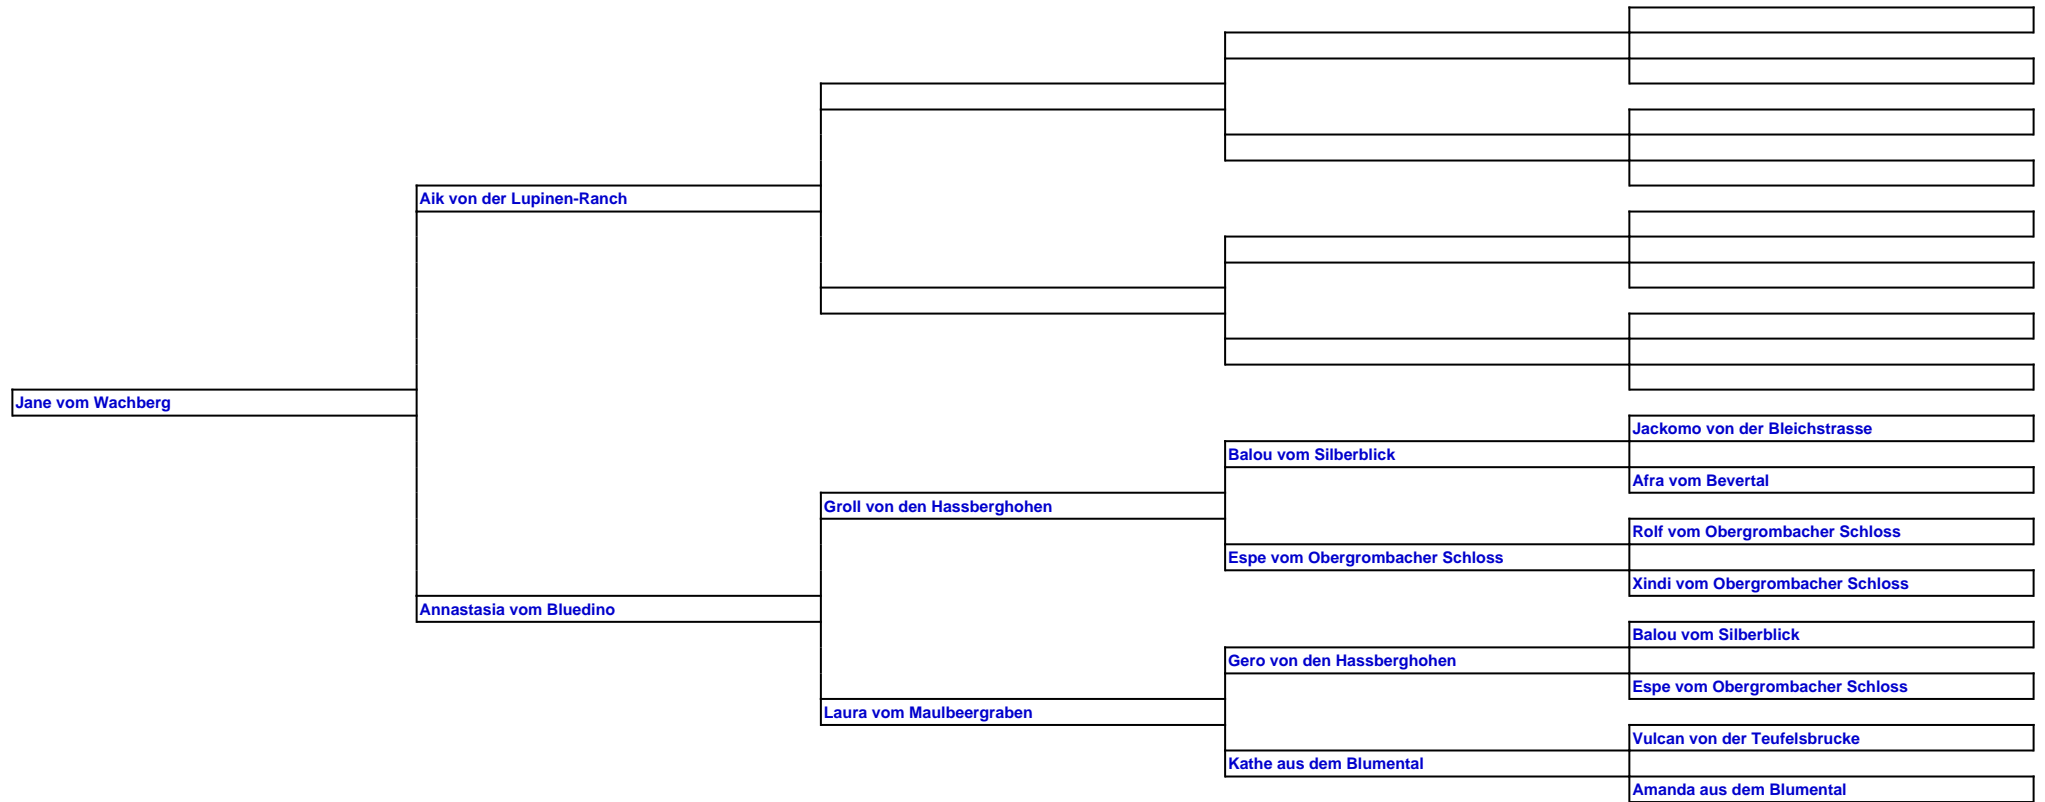 Aik von der Lupinen-Ranch
Jane vom Wachberg
Jackomo von der Bleichstrasse
Balou vom Silberblick
Afra vom Bevertal
Groll von den Hassberghohen
Rolf vom Obergrombacher Schloss
Espe vom Obergrombacher Schloss
Xindi vom Obergrombacher Schloss
Annastasia vom Bluedino
Balou vom Silberblick
Gero von den Hassberghohen
Espe vom Obergrombacher Schloss
Laura vom Maulbeergraben
Vulcan von der Teufelsbrucke
Kathe aus dem Blumental
Amanda aus dem Blumental